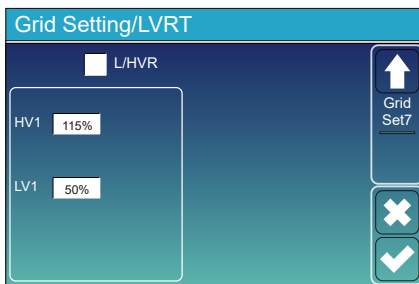 Grid Setting/LVRT
L/HVR
HV1 115%
LV1 50%
Grid
Set7